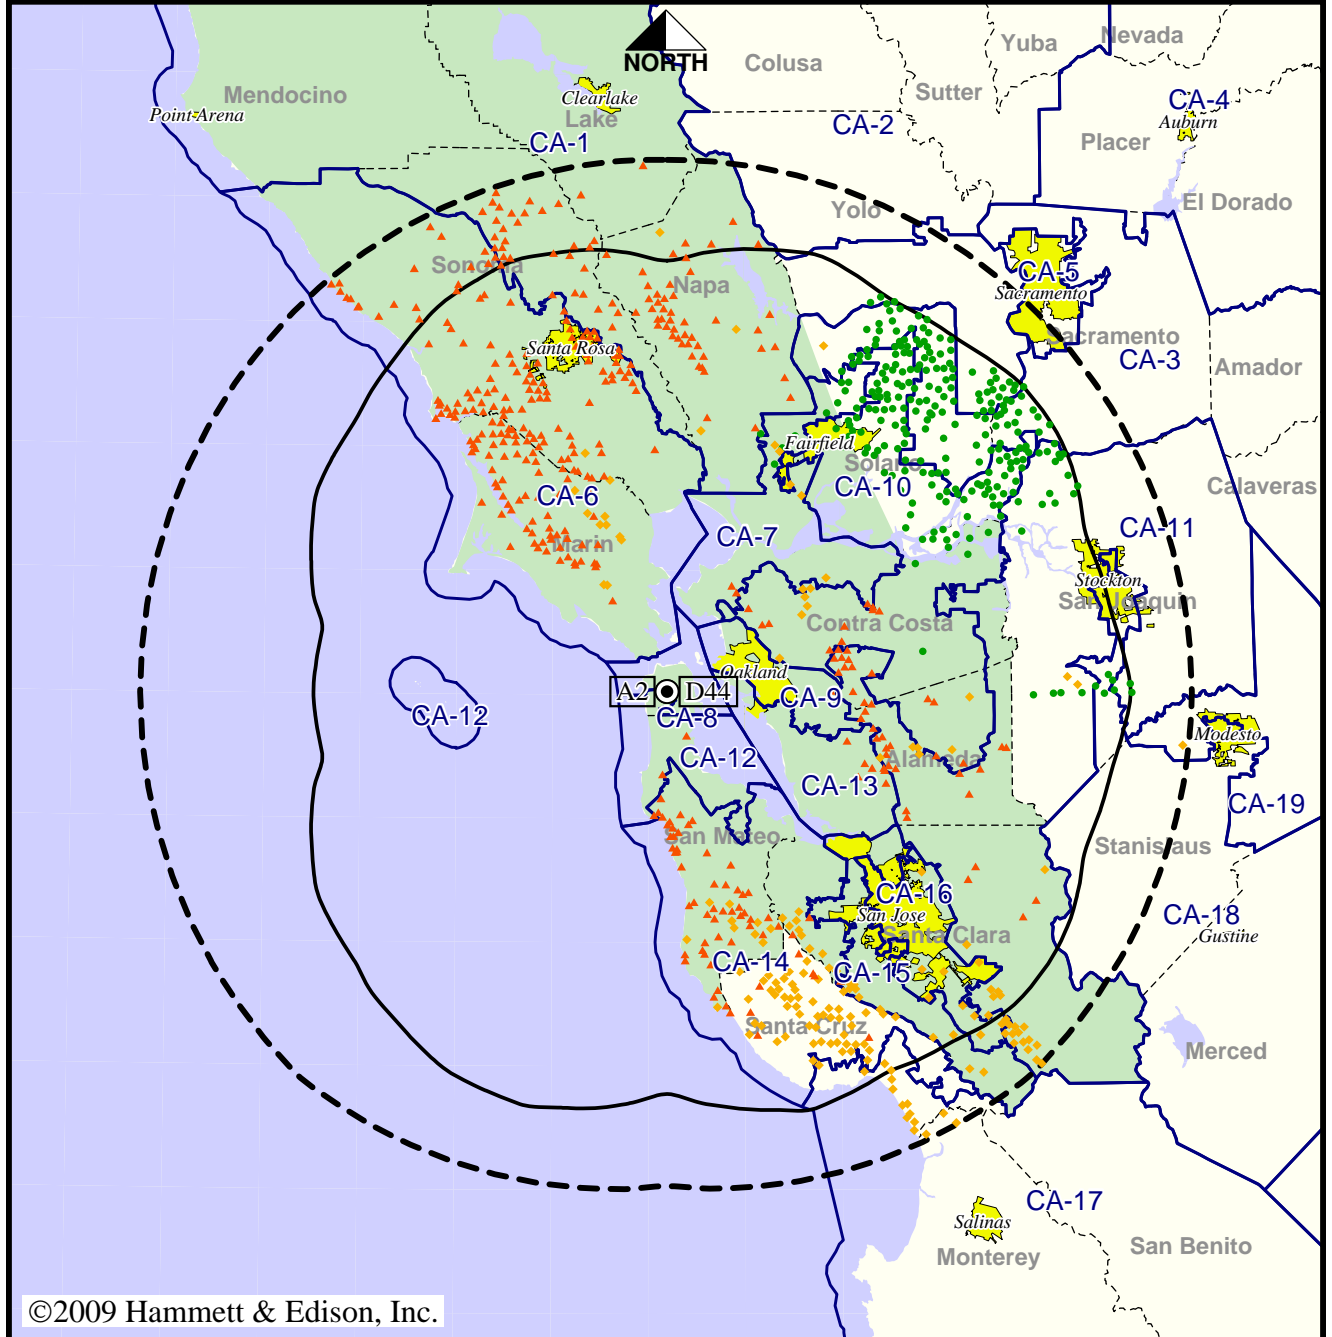 Nevada
Yuba
NORTH
Colusa
Sutter
Mendocino
Clearlake
Lake
CA-4
Point Arena
Auburn
CA-2
CA-1
Placer
El Dorado
Yolo
Sonoma
CA-5
Napa
Sacramento
Sacramento
CA-3
Santa Rosa
Amador
Fairfield
Solano
CA-10
Calaveras
CA-6
CA-11
CA-7
Marin
Stockton
San Joaquin
Contra Costa
Oakland
A2
D44
CA-9
CA-8
CA-12
Modesto
CA-12
Alameda
CA-13
CA-19
San Mateo
Stanislaus
CA-16
San Jose
CA-18
Santa Clara
Gustine
CA-14
CA-15
Santa Cruz
Merced
CA-17
Salinas
Monterey
San Benito
©2009 Hammett & Edison, Inc.